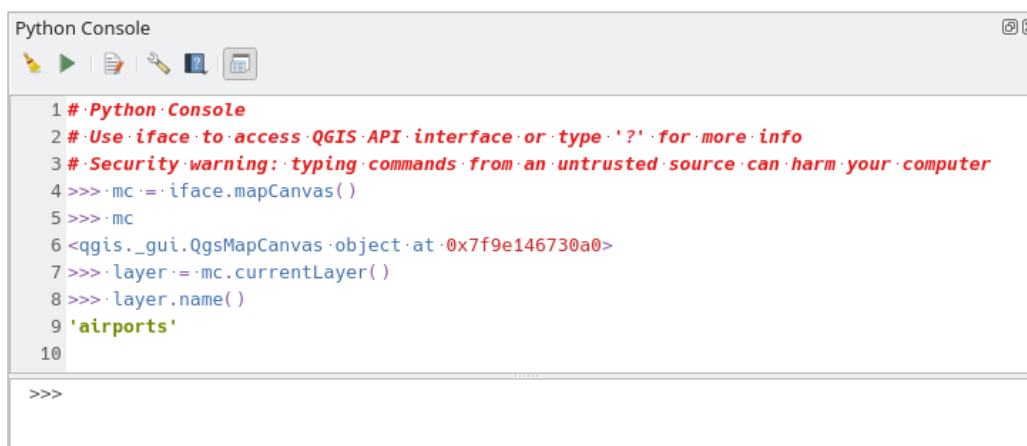 Python Console
1 # Python Console
2 # Use iface to access QGIS API interface or type '?' for more info
3 # Security warning: typing commands from an untrusted source can harm your computer
4 >>> mc = iface.mapCanvas()
5 >>> mc
6 <qgis._gui.QgsMapCanvas object at 0x7f9e146730a0>
7 >>> layer = mc.currentLayer()
8 >>> layer.name()
9 'airports'
10
>>>